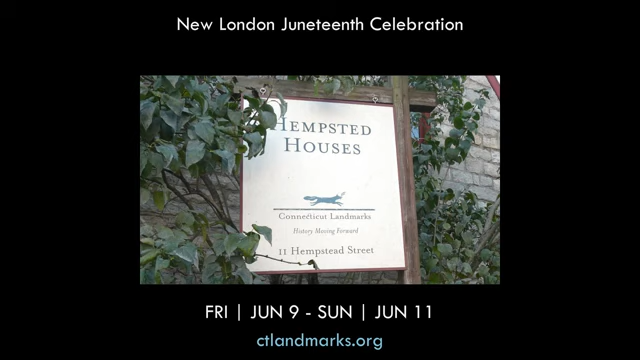 New London Juneteenth Celebration
HEMPSTED
HOUSES
CONNECTICUT LANDMARKS
History Moving Forward
11 HEMPSTEAD STREET
FRI | JUN 9 - SUN | JUN 11
ctlandmarks.org